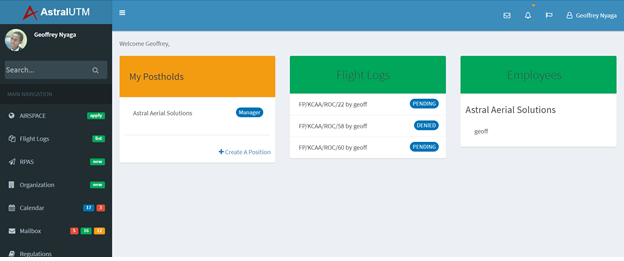 AstralUTM
Geoffrey Nyaga
Geoffrey Nyaga
Search...
MAIN NAVIGATION
AIRSPACE apply
Flight Logs list
RPAS new
Organization new
Calendar 17 3
Mailbox 5 16 12
Regulations
Welcome Geoffrey,
My Postholds
Astral Aerial Solutions Manager
Create A Position
Flight Logs
FP/KCAA/ROC/22 by geoff PENDING
FP/KCAA/ROC/58 by geoff DENIED
FP/KCAA/ROC/60 by geoff PENDING
Employees
Astral Aerial Solutions
geoff